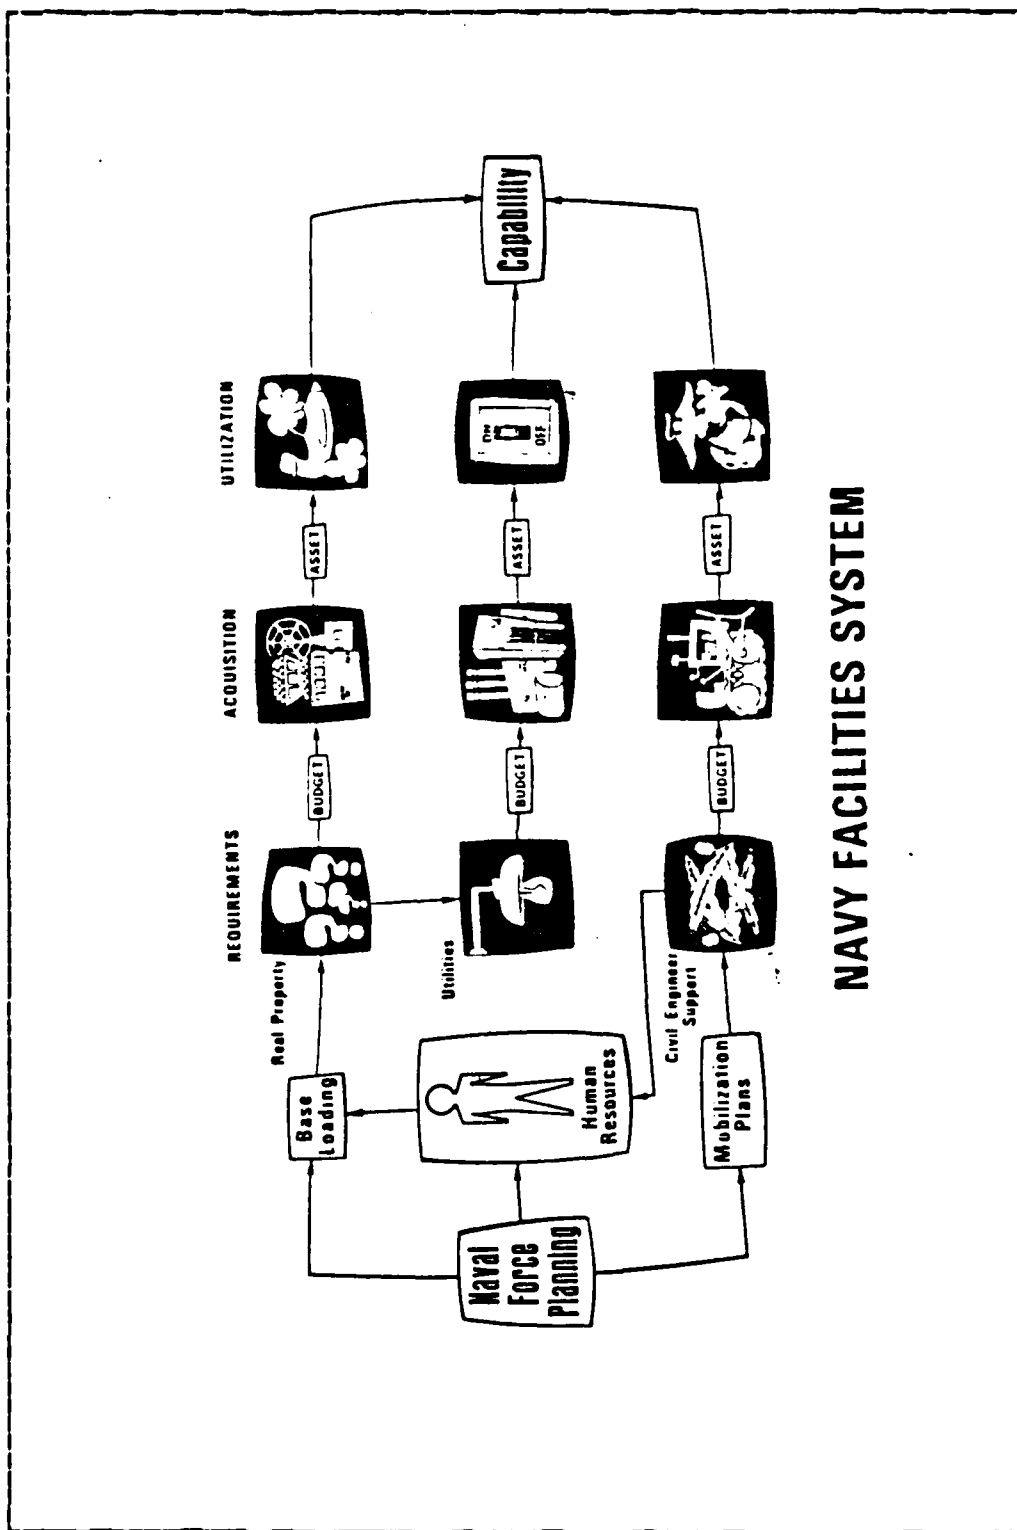 REQUIREMENTS
ACQUISITION
UTILIZATION
Real Property
Base
Loading
BUDGET
ASSET
Utilities
Naval
Force
Planning
Human
Resources
BUDGET
ASSET
ON
OFF
Capability
Civil Engineer
Support
Mobilization
Plans
BUDGET
ASSET
NAVY FACILITIES SYSTEM